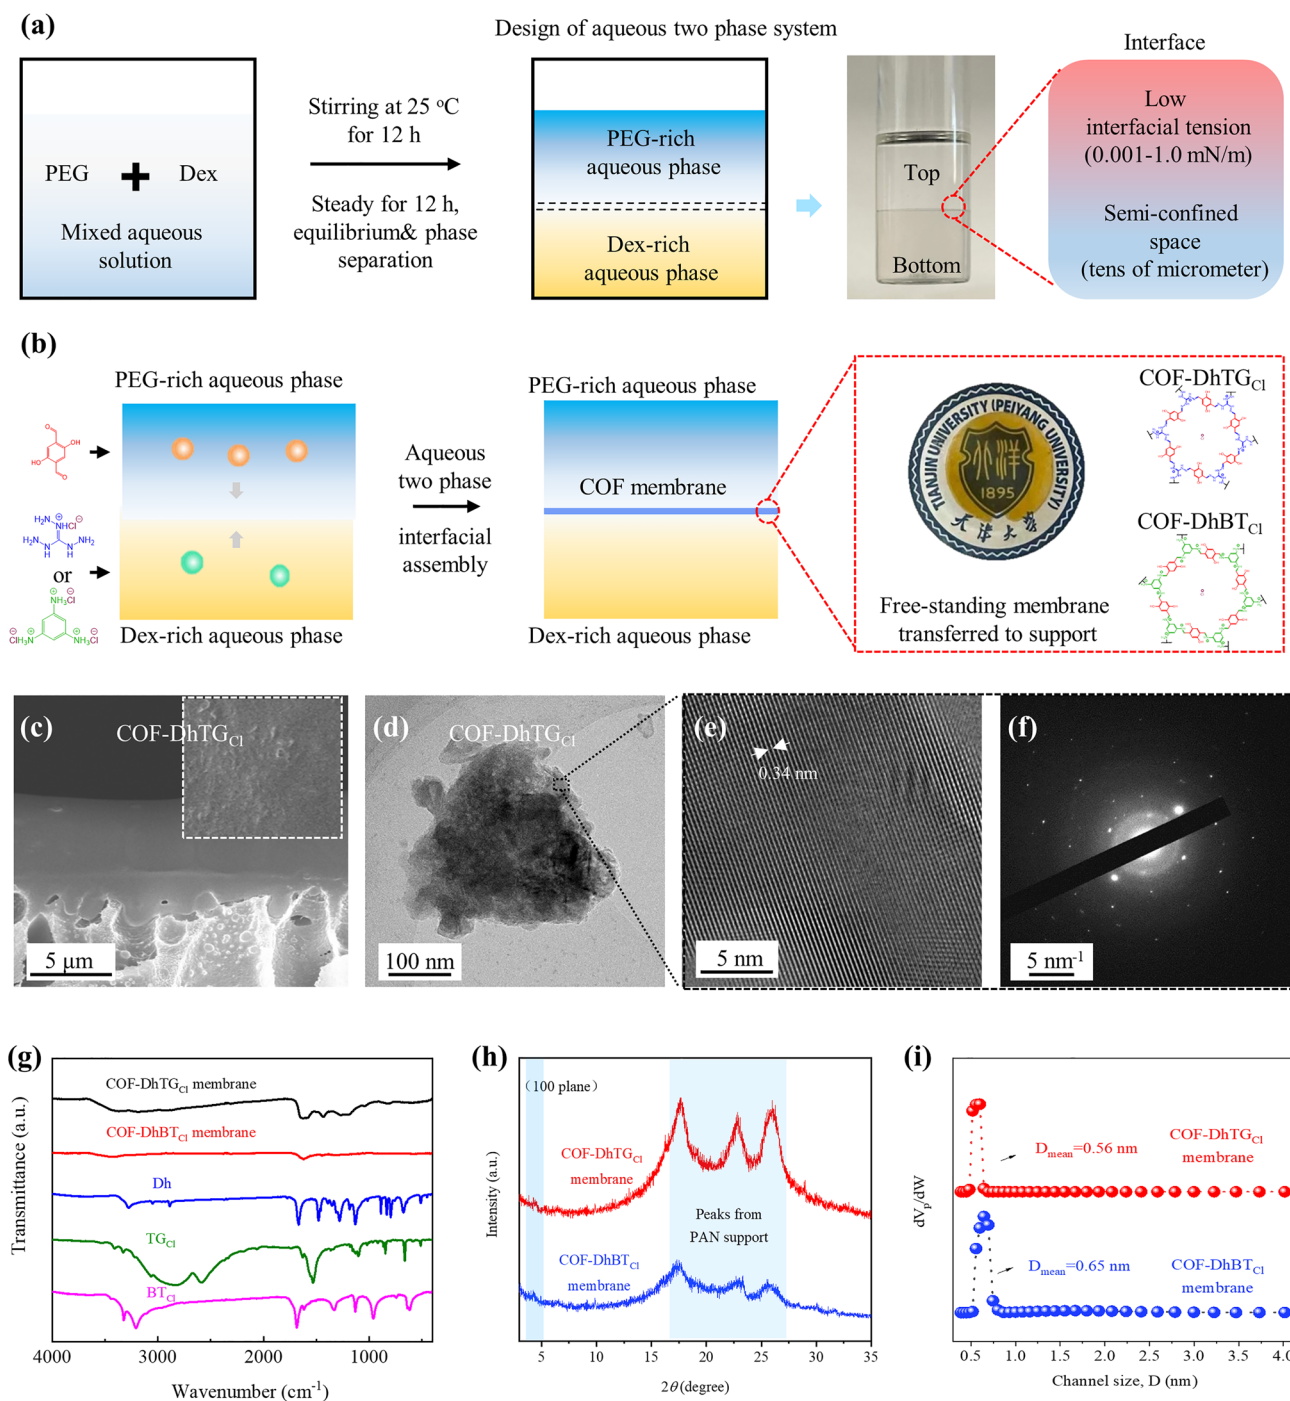 (a)
Design of aqueous two phase system
PEG
Dex
Mixed aqueous
solution
Stirring at 25 °C
for 12 h
Steady for 12 h,
equilibrium& phase
separation
PEG-rich
aqueous phase
Dex-rich
aqueous phase
Top
Bottom
Interface
Low
interfacial tension
(0.001-1.0 mN/m)
Semi-confined
space
(tens of micrometer)
(b)
PEG-rich aqueous phase
or
Dex-rich aqueous phase
Aqueous
two phase
interfacial
assembly
PEG-rich aqueous phase
COF membrane
Dex-rich aqueous phase
TIANJIN UNIVERSITY (PEIYANG UNIVERSITY)
北洋
1895
天津大學
Free-standing membrane
transferred to support
COF-DhTGCl
COF-DhBTCl
(c)
COF-DhTGCl
5 μm
(d)
COF-DhTGCl
100 nm
(e)
0.34 nm
5 nm
(f)
5 nm-1
(g)
COF-DhTGCl membrane
COF-DhBTCl membrane
Dh
TGCl
BTCl
Transmittance (a.u.)
4000 3000 2000 1000
Wavenumber (cm-1)
(h)
(100 plane)
COF-DhTGCl
membrane
Peaks from
PAN support
COF-DhBTCl
membrane
Intensity (a.u.)
5 10 15 20 25 30 35
2θ (degree)
(i)
Dmean=0.56 nm
COF-DhTGCl
membrane
Dmean=0.65 nm
COF-DhBTCl
membrane
dVp/dW
0.5 1.0 1.5 2.0 2.5 3.0 3.5 4.0
Channel size, D (nm)